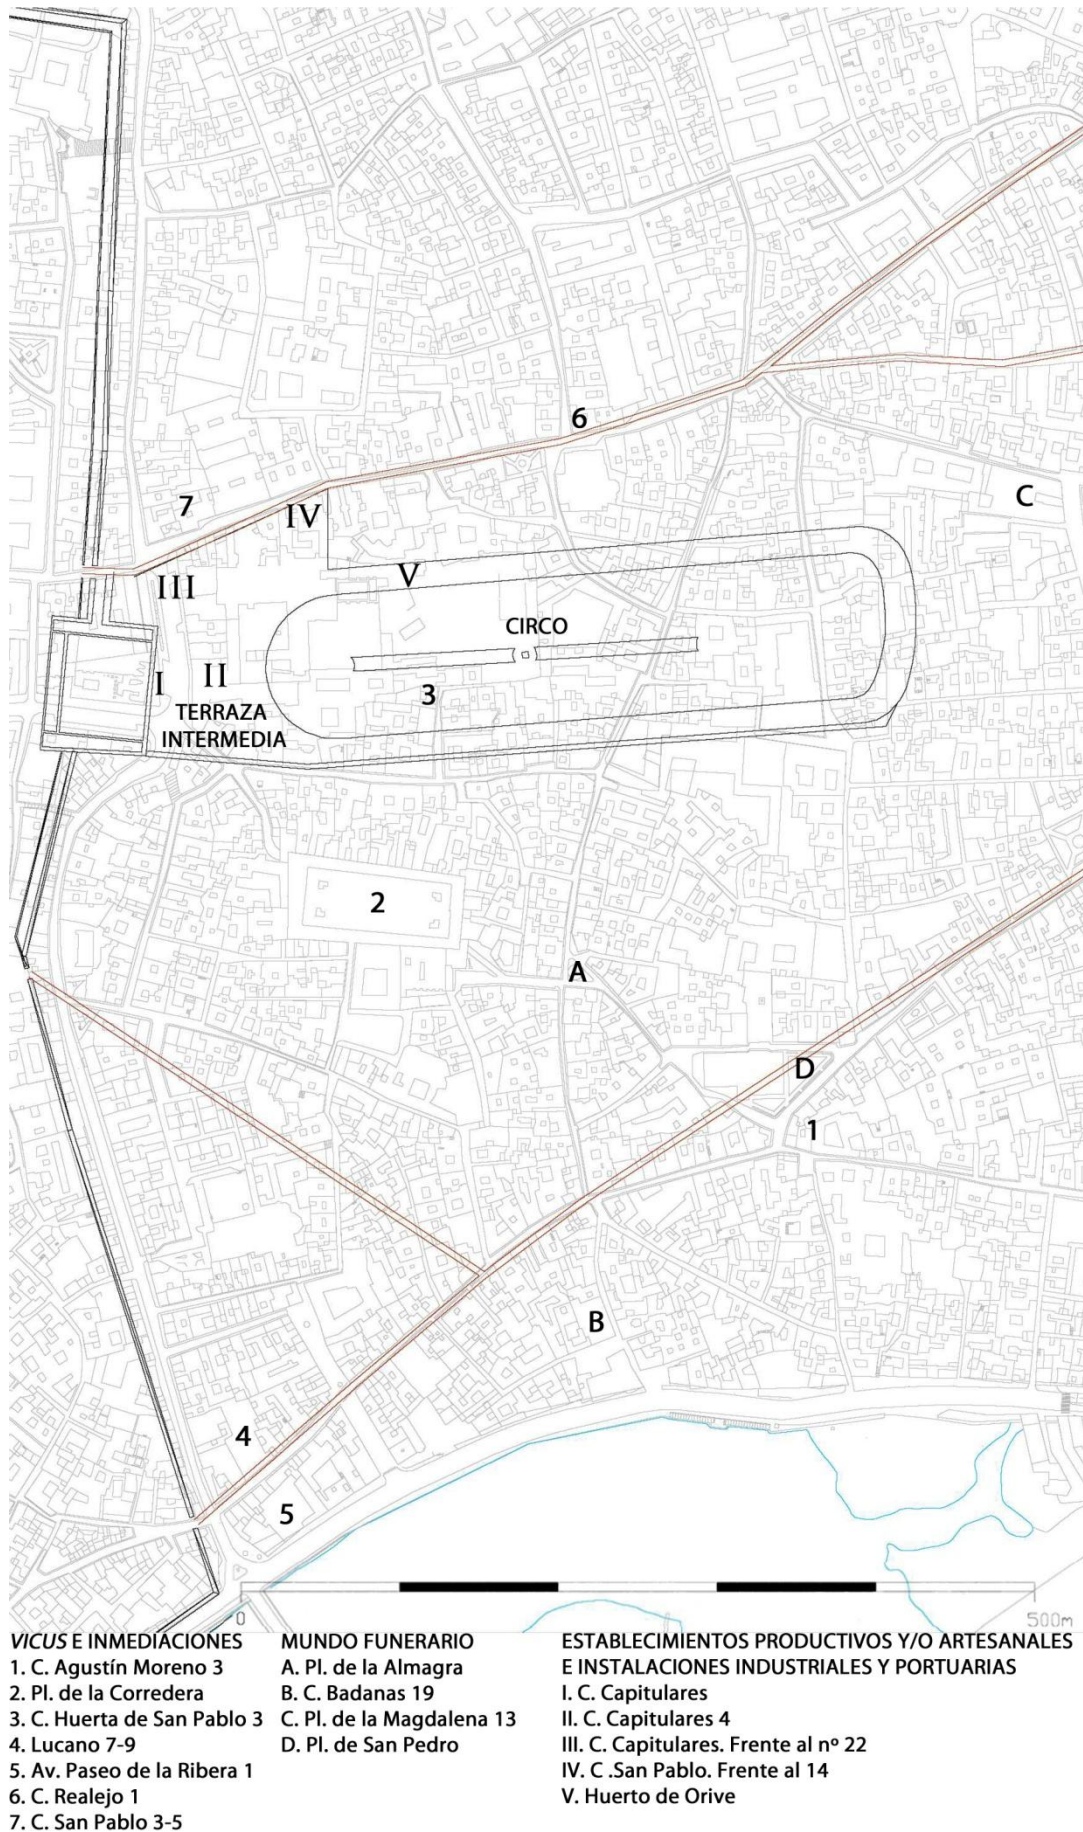 6
7
IV
C
III
V
CIRCO
I
II
3
TERRAZA
INTERMEDIA
2
A
D
1
B
4
5
0
500m
VICUS E INMEDIACIONES
1. C. Agustín Moreno 3
2. Pl. de la Corredera
3. C. Huerta de San Pablo 3
4. Lucano 7-9
5. Av. Paseo de la Ribera 1
6. C. Realejo 1
7. C. San Pablo 3-5
MUNDO FUNERARIO
A. Pl. de la Almagra
B. C. Badanas 19
C. Pl. de la Magdalena 13
D. Pl. de San Pedro
ESTABLECIMIENTOS PRODUCTIVOS Y/O ARTESANALES
E INSTALACIONES INDUSTRIALES Y PORTUARIAS
I. C. Capitulares
II. C. Capitulares 4
III. C. Capitulares. Frente al nº 22
IV. C .San Pablo. Frente al 14
V. Huerto de Orive